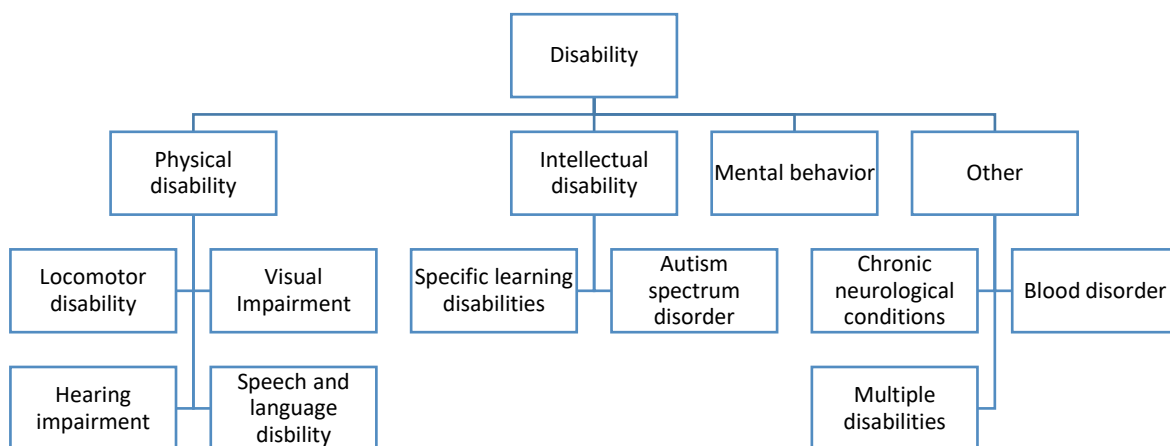 Disability
Physical
disability
Intellectual
disability
Mental behavior
Other
Locomotor
disability
Visual
Impairment
Specific learning
disabilities
Autism
spectrum
disorder
Chronic
neurological
conditions
Blood disorder
Hearing
impairment
Speech and
language
disbility
Multiple
disabilities